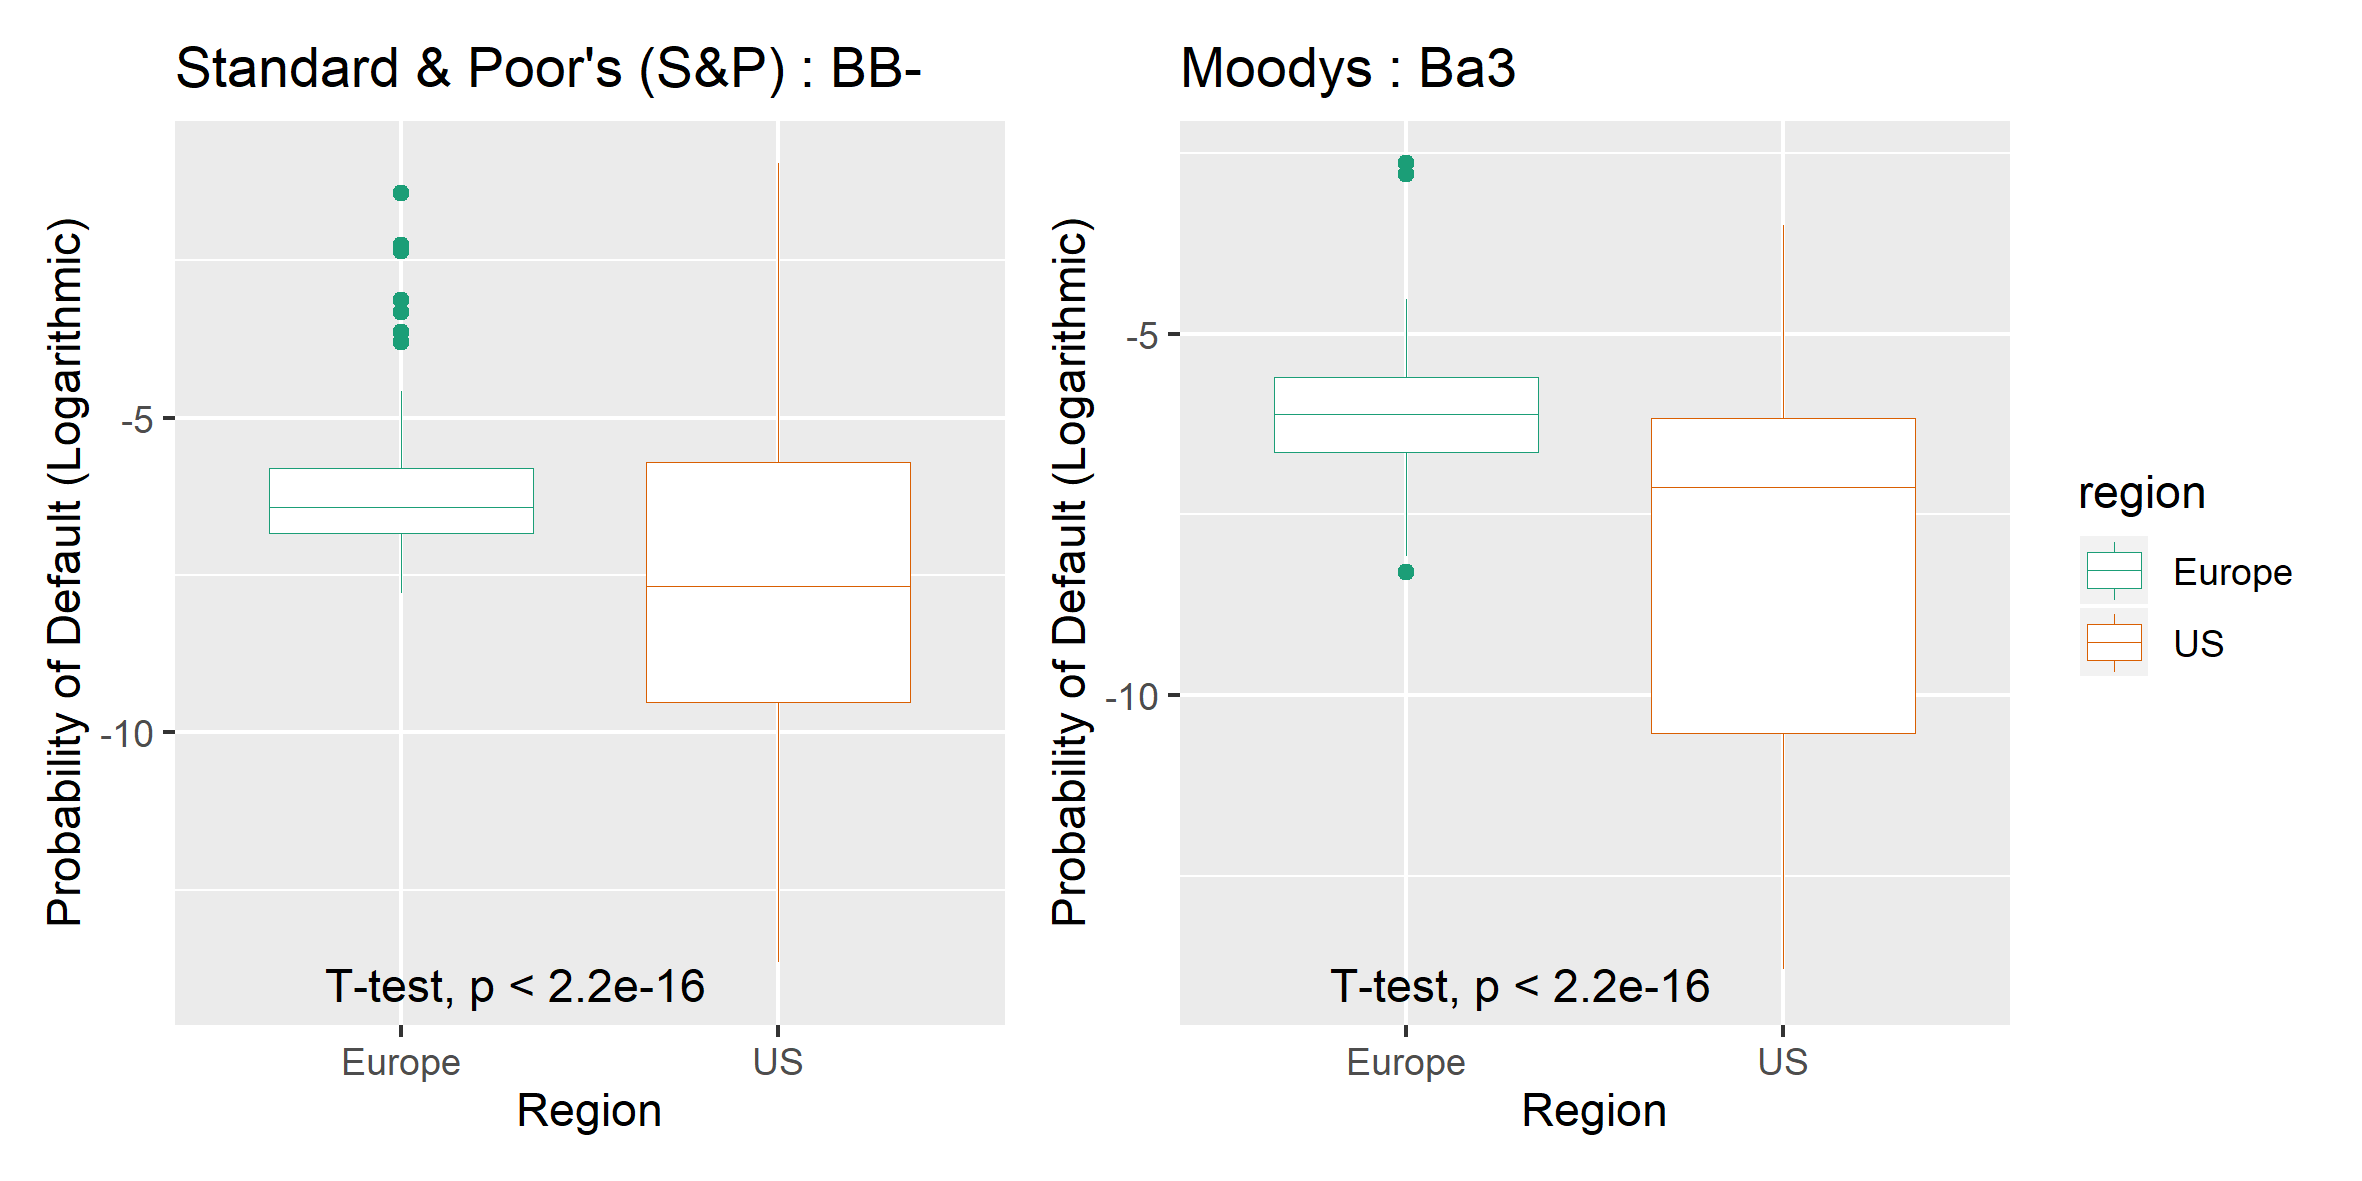 Standard & Poor's (S&P) : BB-
Probability of Default (Logarithmic)
-5
-10
T-test, p < 2.2e-16
Europe
US
Region
Moodys : Ba3
Probability of Default (Logarithmic)
-5
-10
T-test, p < 2.2e-16
Europe
US
Region
region
Europe
US